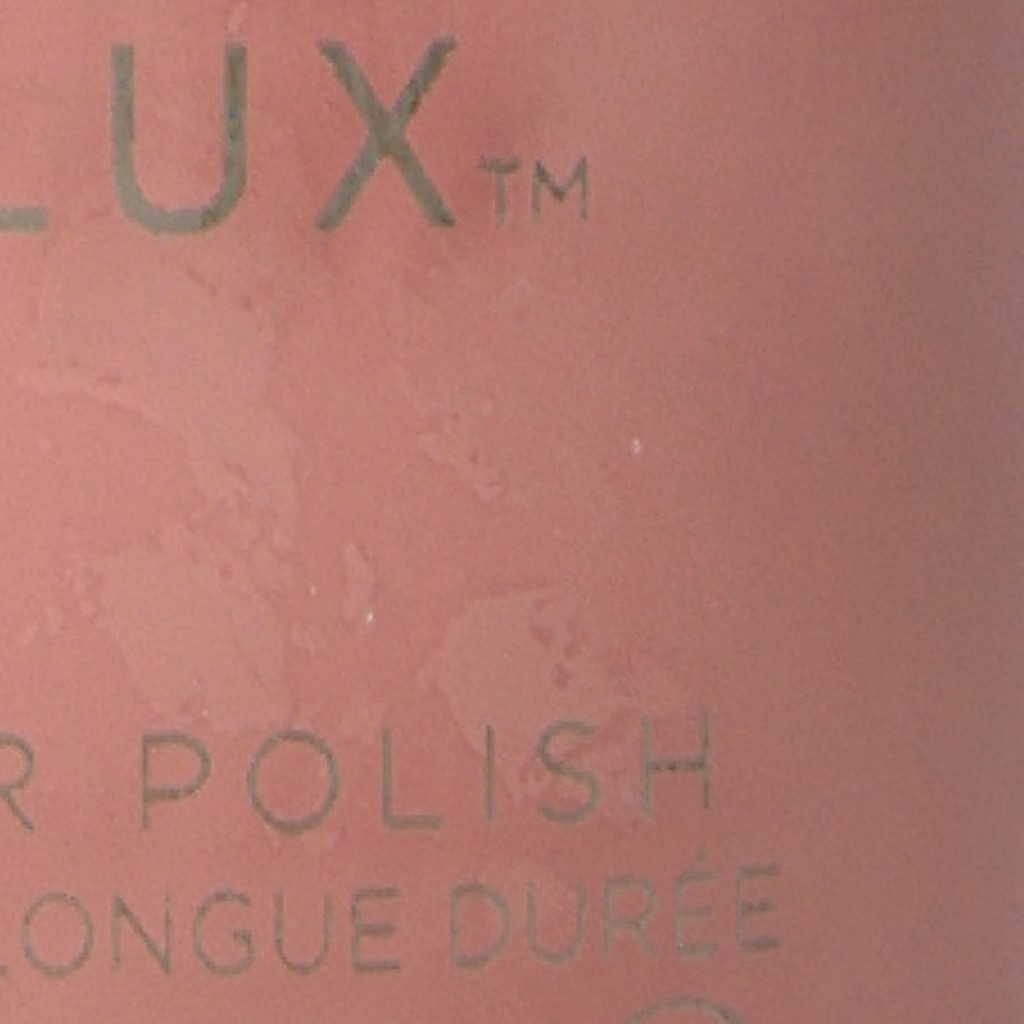 LUX™
R POLISH
LONGUE DURÉE